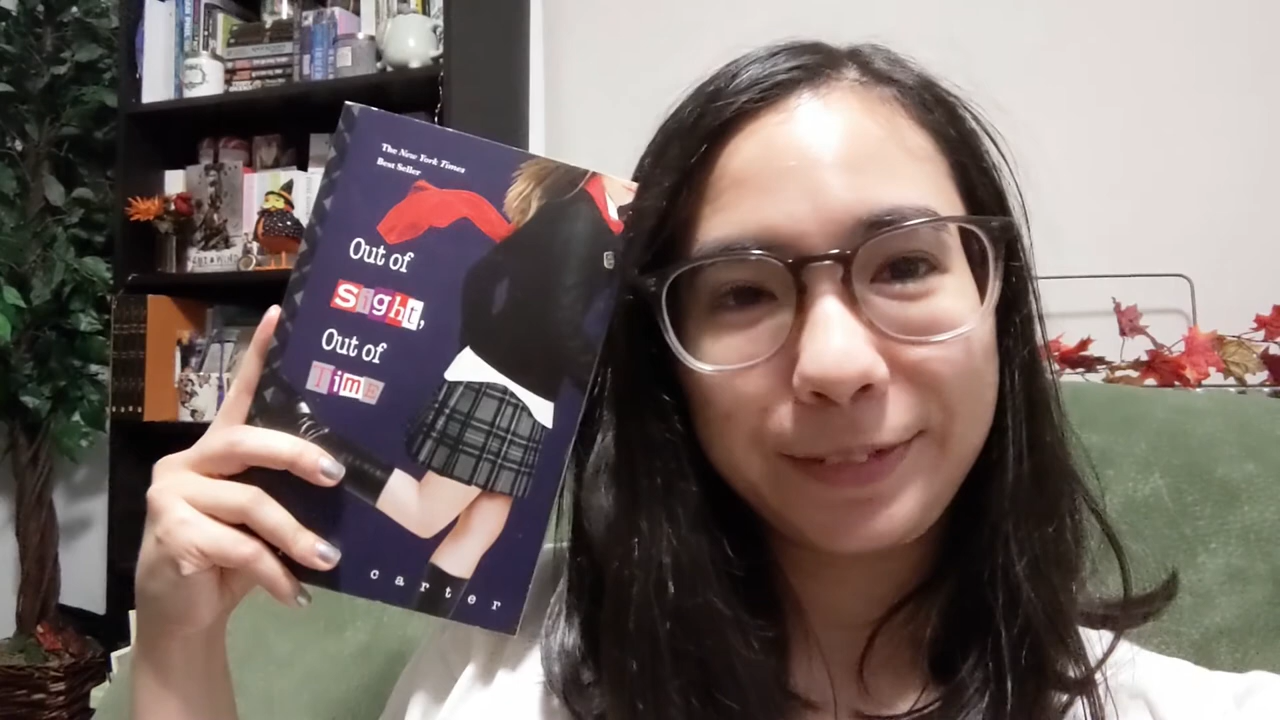 The New York Times
Best Seller
Out of
Sight,
Out of
Time
carter